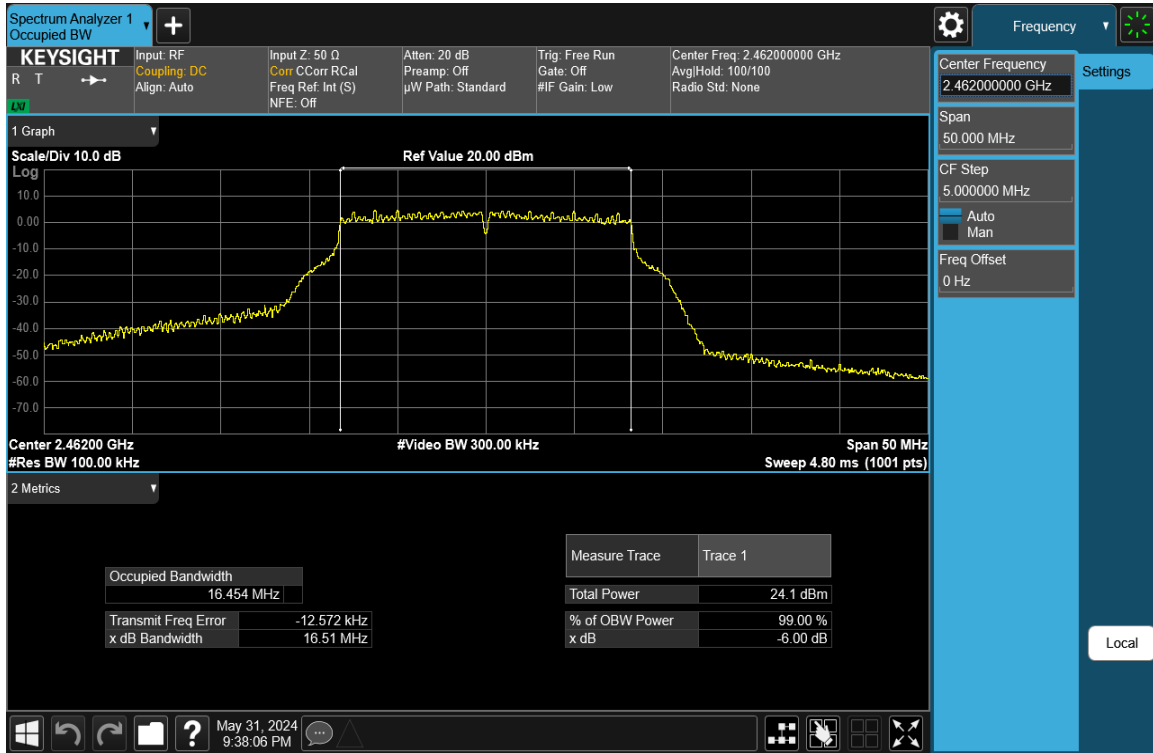 Spectrum Analyzer 1
Occupied BW
+
Frequency
KEYSIGHT
R T
LXI
Input: RF
Coupling: DC
Align: Auto
Input Z: 50 Ω
Corr CCorr RCal
Freq Ref: Int (S)
NFE: Off
Atten: 20 dB
Preamp: Off
µW Path: Standard
Trig: Free Run
Gate: Off
#IF Gain: Low
Center Freq: 2.462000000 GHz
Avg|Hold: 100/100
Radio Std: None
Center Frequency
2.462000000 GHz
Settings
Span
50.000 MHz
CF Step
5.000000 MHz
Auto
Man
Freq Offset
0 Hz
Local
1 Graph
Scale/Div 10.0 dB
Ref Value 20.00 dBm
Log
10.0
0.00
-10.0
-20.0
-30.0
-40.0
-50.0
-60.0
-70.0
Center 2.46200 GHz
#Video BW 300.00 kHz
Span 50 MHz
#Res BW 100.00 kHz
Sweep 4.80 ms (1001 pts)
2 Metrics
Measure Trace Trace 1
Occupied Bandwidth
16.454 MHz
Total Power 24.1 dBm
Transmit Freq Error -12.572 kHz
% of OBW Power 99.00 %
x dB Bandwidth 16.51 MHz
x dB -6.00 dB
?
May 31, 2024
9:38:06 PM